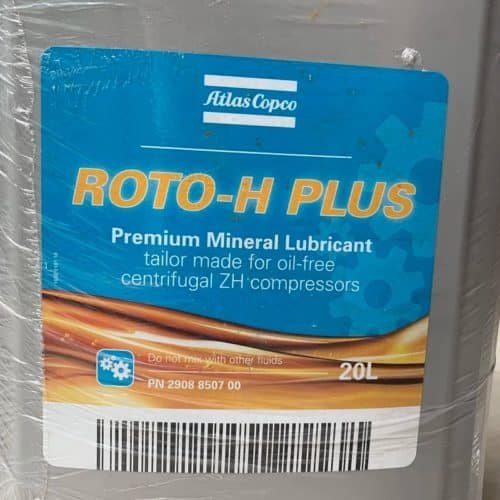 Atlas Copco
ROTO-H PLUS
Premium Mineral Lubricant
tailor made for oil-free
centrifugal ZH compressors
Do not mix with other fluids
20L
PN 2908 8507 00